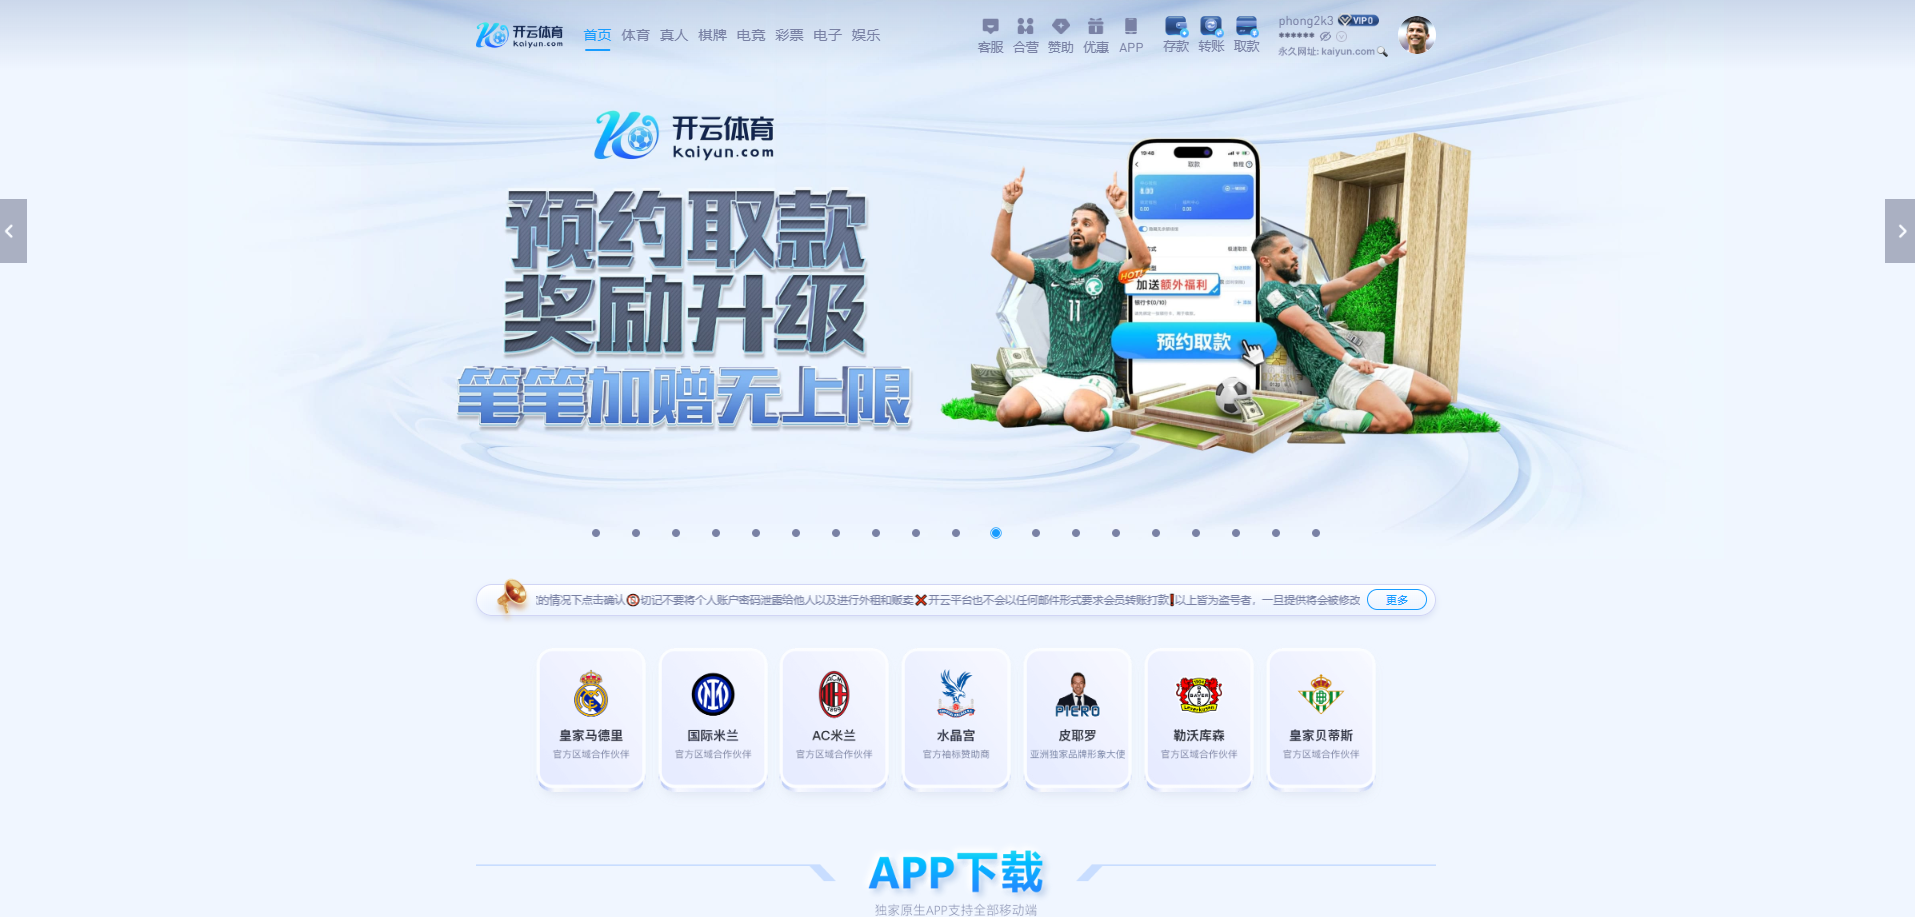 开云体育
Kaiyun.com
首页 体育 真人 棋牌 电竞 彩票 电子 娱乐
客服 合营 赞助 优惠 APP
存款 转账 取款
phong2k3 VIP0
******
永久网址: kaiyun.com
开云体育
Kaiyun.com
预约取款
奖励升级
笔笔加赠无上限
取款
教程
HOT!
加送额外福利
银行卡(0/10)
预约取款
11
的情况下点击确认
切记不要将个人账户密码泄露给他人以及进行外租和贩卖
开云平台也不会以任何邮件形式要求会员转账打款
以上皆为盗号者，一旦提供将会被修改
更多
皇家马德里
官方区域合作伙伴
国际米兰
官方区域合作伙伴
AC米兰
官方区域合作伙伴
水晶宫
官方袖标赞助商
PIERO
皮耶罗
亚洲独家品牌形象大使
勒沃库森
官方区域合作伙伴
皇家贝蒂斯
官方区域合作伙伴
APP下载
独家原生APP支持全部移动端